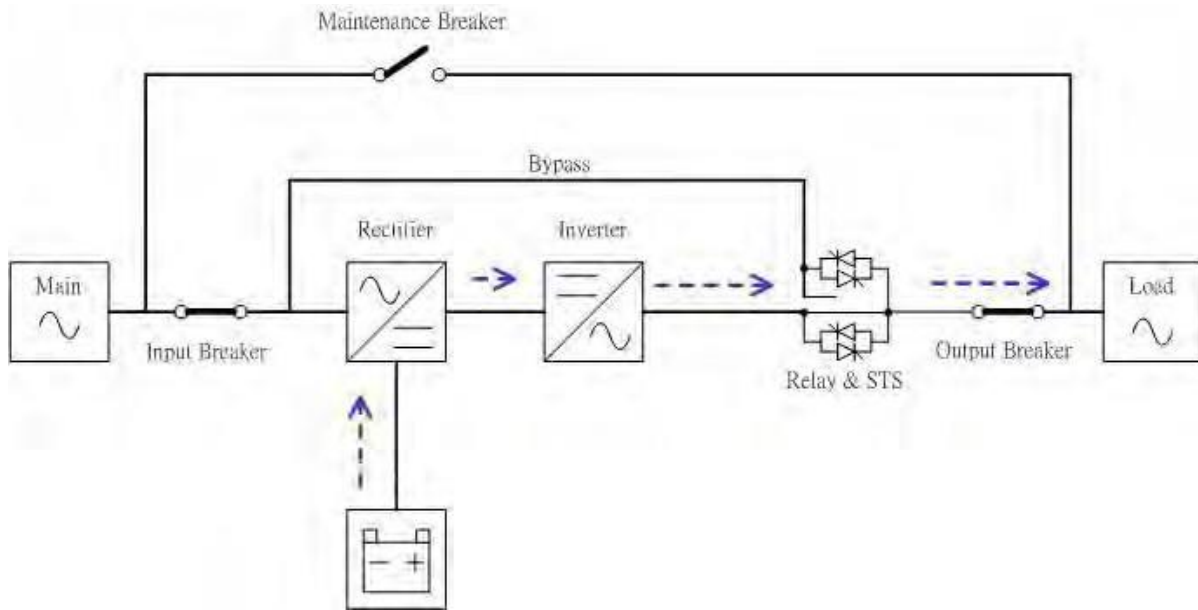 Maintenance Breaker
Bypass
Rectifier
Inverter
Main
Load
Input Breaker
Output Breaker
Relay & STS